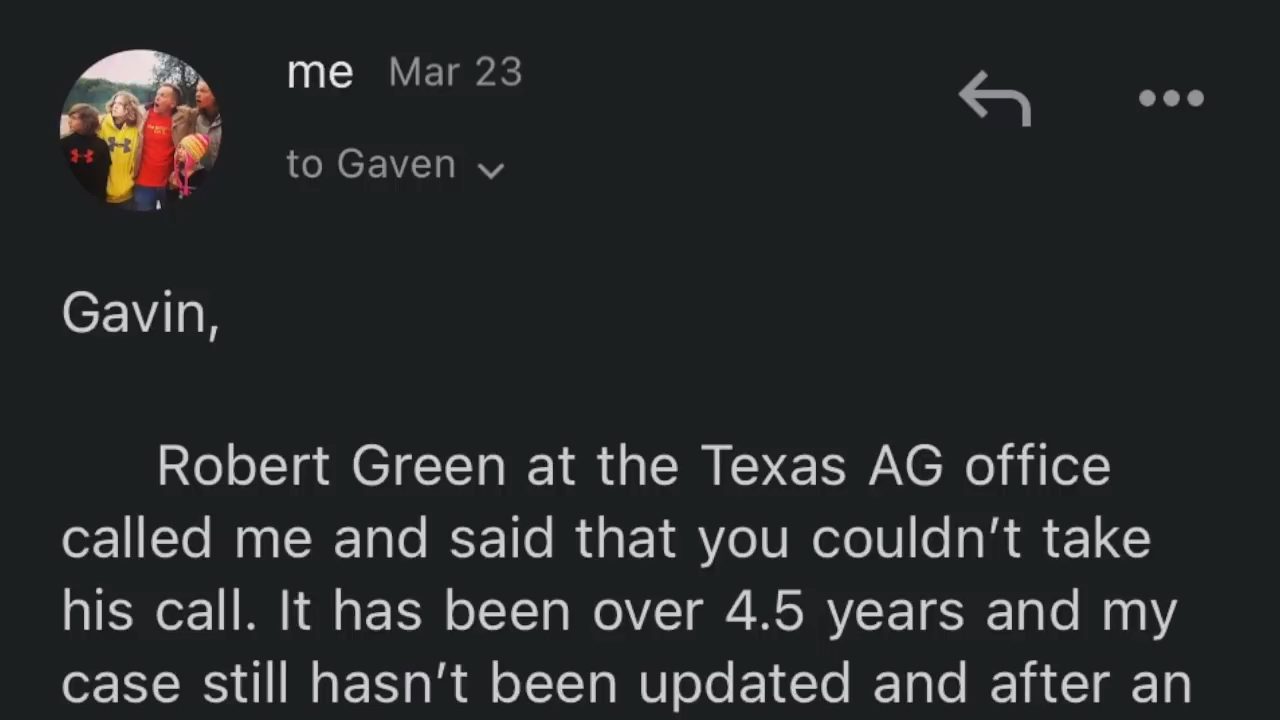 me Mar 23
to Gaven
Gavin,
Robert Green at the Texas AG office
called me and said that you couldn’t take
his call. It has been over 4.5 years and my
case still hasn’t been updated and after an